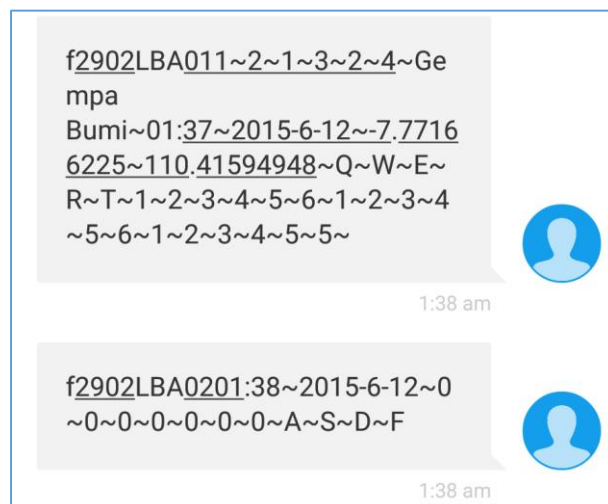 f2902LBA011~2~1~3~2~4~Ge
mpa
Bumi~01:37~2015-6-12~-7.7716
6225~110.41594948~Q~W~E~
R~T~1~2~3~4~5~6~1~2~3~4
~5~6~1~2~3~4~5~5~
1:38 am
f2902LBA0201:38~2015-6-12~0
~0~0~0~0~0~0~A~S~D~F
1:38 am